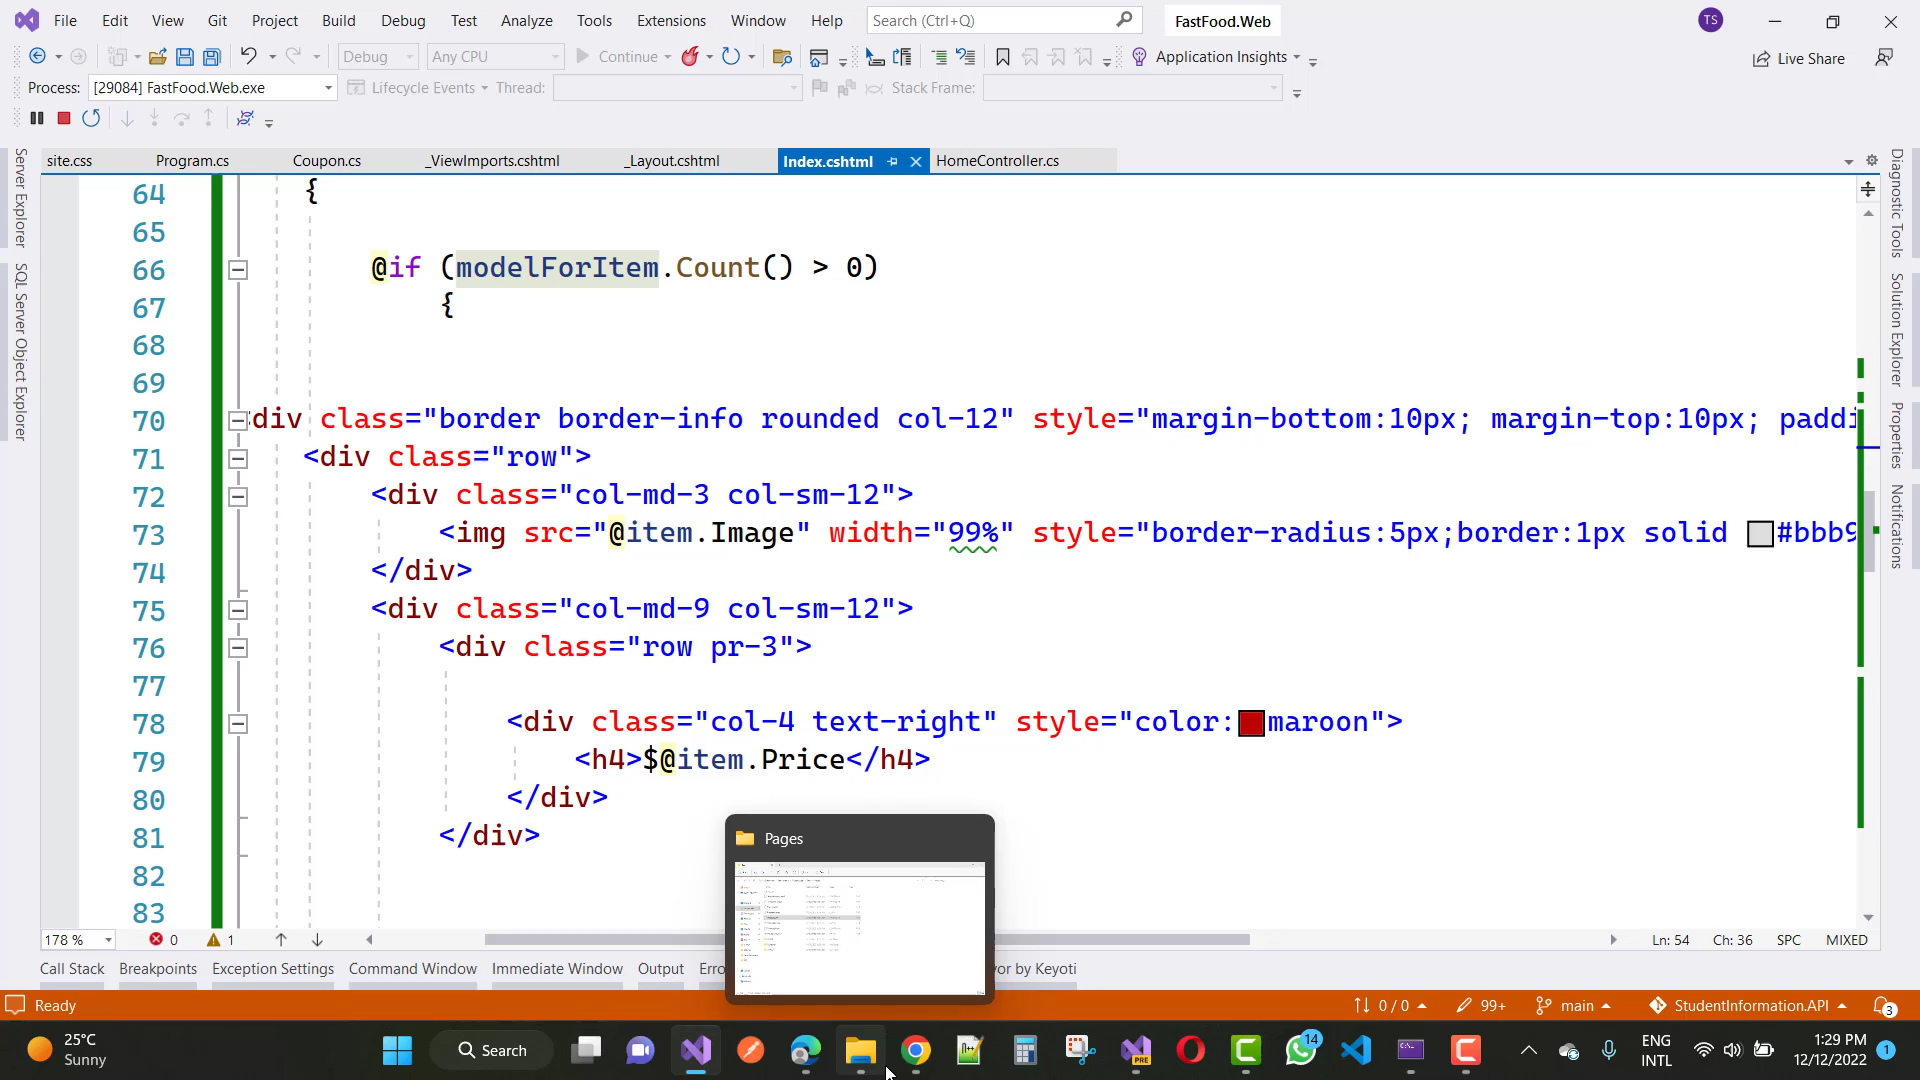 File Edit View Git Project Build Debug Test Analyze Tools Extensions Window Help Search (Ctrl+Q) FastFood.Web TS
Debug Any CPU Continue Application Insights Live Share
Process: [29084] FastFood.Web.exe Lifecycle Events Thread: Stack Frame:
site.css Program.cs Coupon.cs _ViewImports.cshtml _Layout.cshtml Index.cshtml HomeController.cs
Server Explorer
SQL Server Object Explorer
64 {
65
66 @if (modelForItem.Count() > 0)
67 {
68
69
70 div class="border border-info rounded col-12" style="margin-bottom:10px; margin-top:10px; paddi
71 <div class="row">
72 <div class="col-md-3 col-sm-12">
73 <img src="@item.Image" width="99%" style="border-radius:5px;border:1px solid #bbb9
74 </div>
75 <div class="col-md-9 col-sm-12">
76 <div class="row pr-3">
77
78 <div class="col-4 text-right" style="color:maroon">
79 <h4>$@item.Price</h4>
80 </div>
81 </div>
82
83
Diagnostic Tools
Solution Explorer
Properties
Notifications
Pages
178 % 0 1 Ln: 54 Ch: 36 SPC MIXED
Call Stack Breakpoints Exception Settings Command Window Immediate Window Output Erro or by Keyoti
Ready 0 / 0 99+ main StudentInformation.API 3
25°C
Sunny
Search
PRE
14
ENG
INTL
1:29 PM
12/12/2022
1